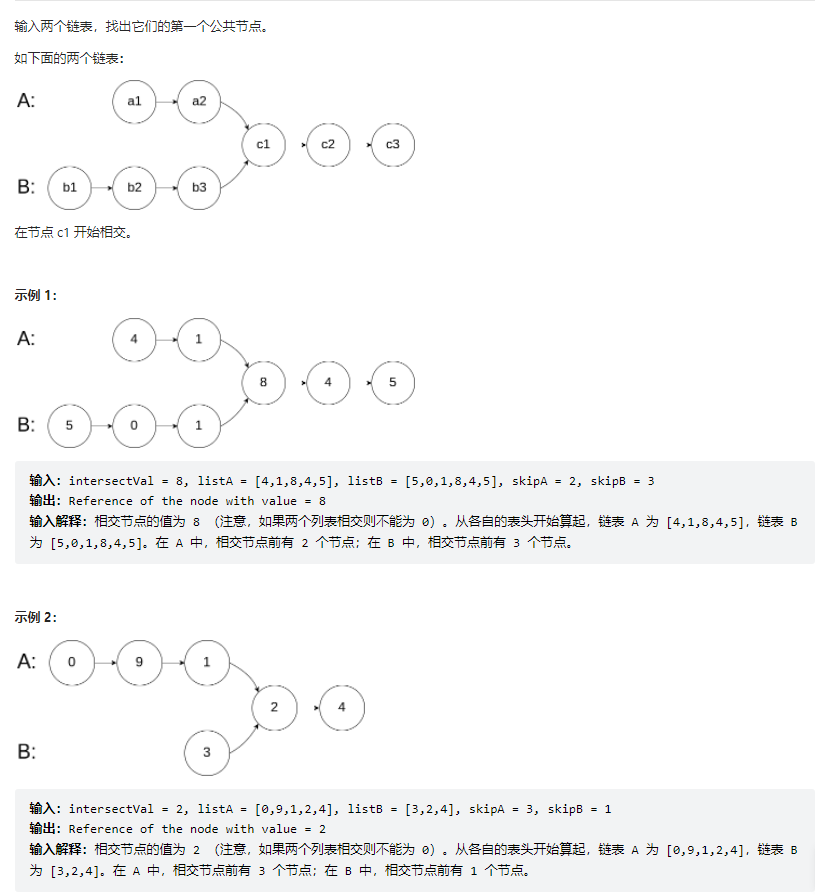 输入两个链表，找出它们的第一个公共节点。
如下面的两个链表：
A: a1 a2
c1 c2 c3
B: b1 b2 b3
在节点 c1 开始相交。
示例 1：
A: 4 1
8 4 5
B: 5 0 1
输入：intersectVal = 8, listA = [4,1,8,4,5], listB = [5,0,1,8,4,5], skipA = 2, skipB = 3
输出：Reference of the node with value = 8
输入解释：相交节点的值为 8 （注意，如果两个列表相交则不能为 0）。从各自的表头开始算起，链表 A 为 [4,1,8,4,5]，链表 B
为 [5,0,1,8,4,5]。在 A 中，相交节点前有 2 个节点；在 B 中，相交节点前有 3 个节点。
示例 2：
A: 0 9 1
2 4
B: 3
输入：intersectVal = 2, listA = [0,9,1,2,4], listB = [3,2,4], skipA = 3, skipB = 1
输出：Reference of the node with value = 2
输入解释：相交节点的值为 2 （注意，如果两个列表相交则不能为 0）。从各自的表头开始算起，链表 A 为 [0,9,1,2,4]，链表 B
为 [3,2,4]。在 A 中，相交节点前有 3 个节点；在 B 中，相交节点前有 1 个节点。